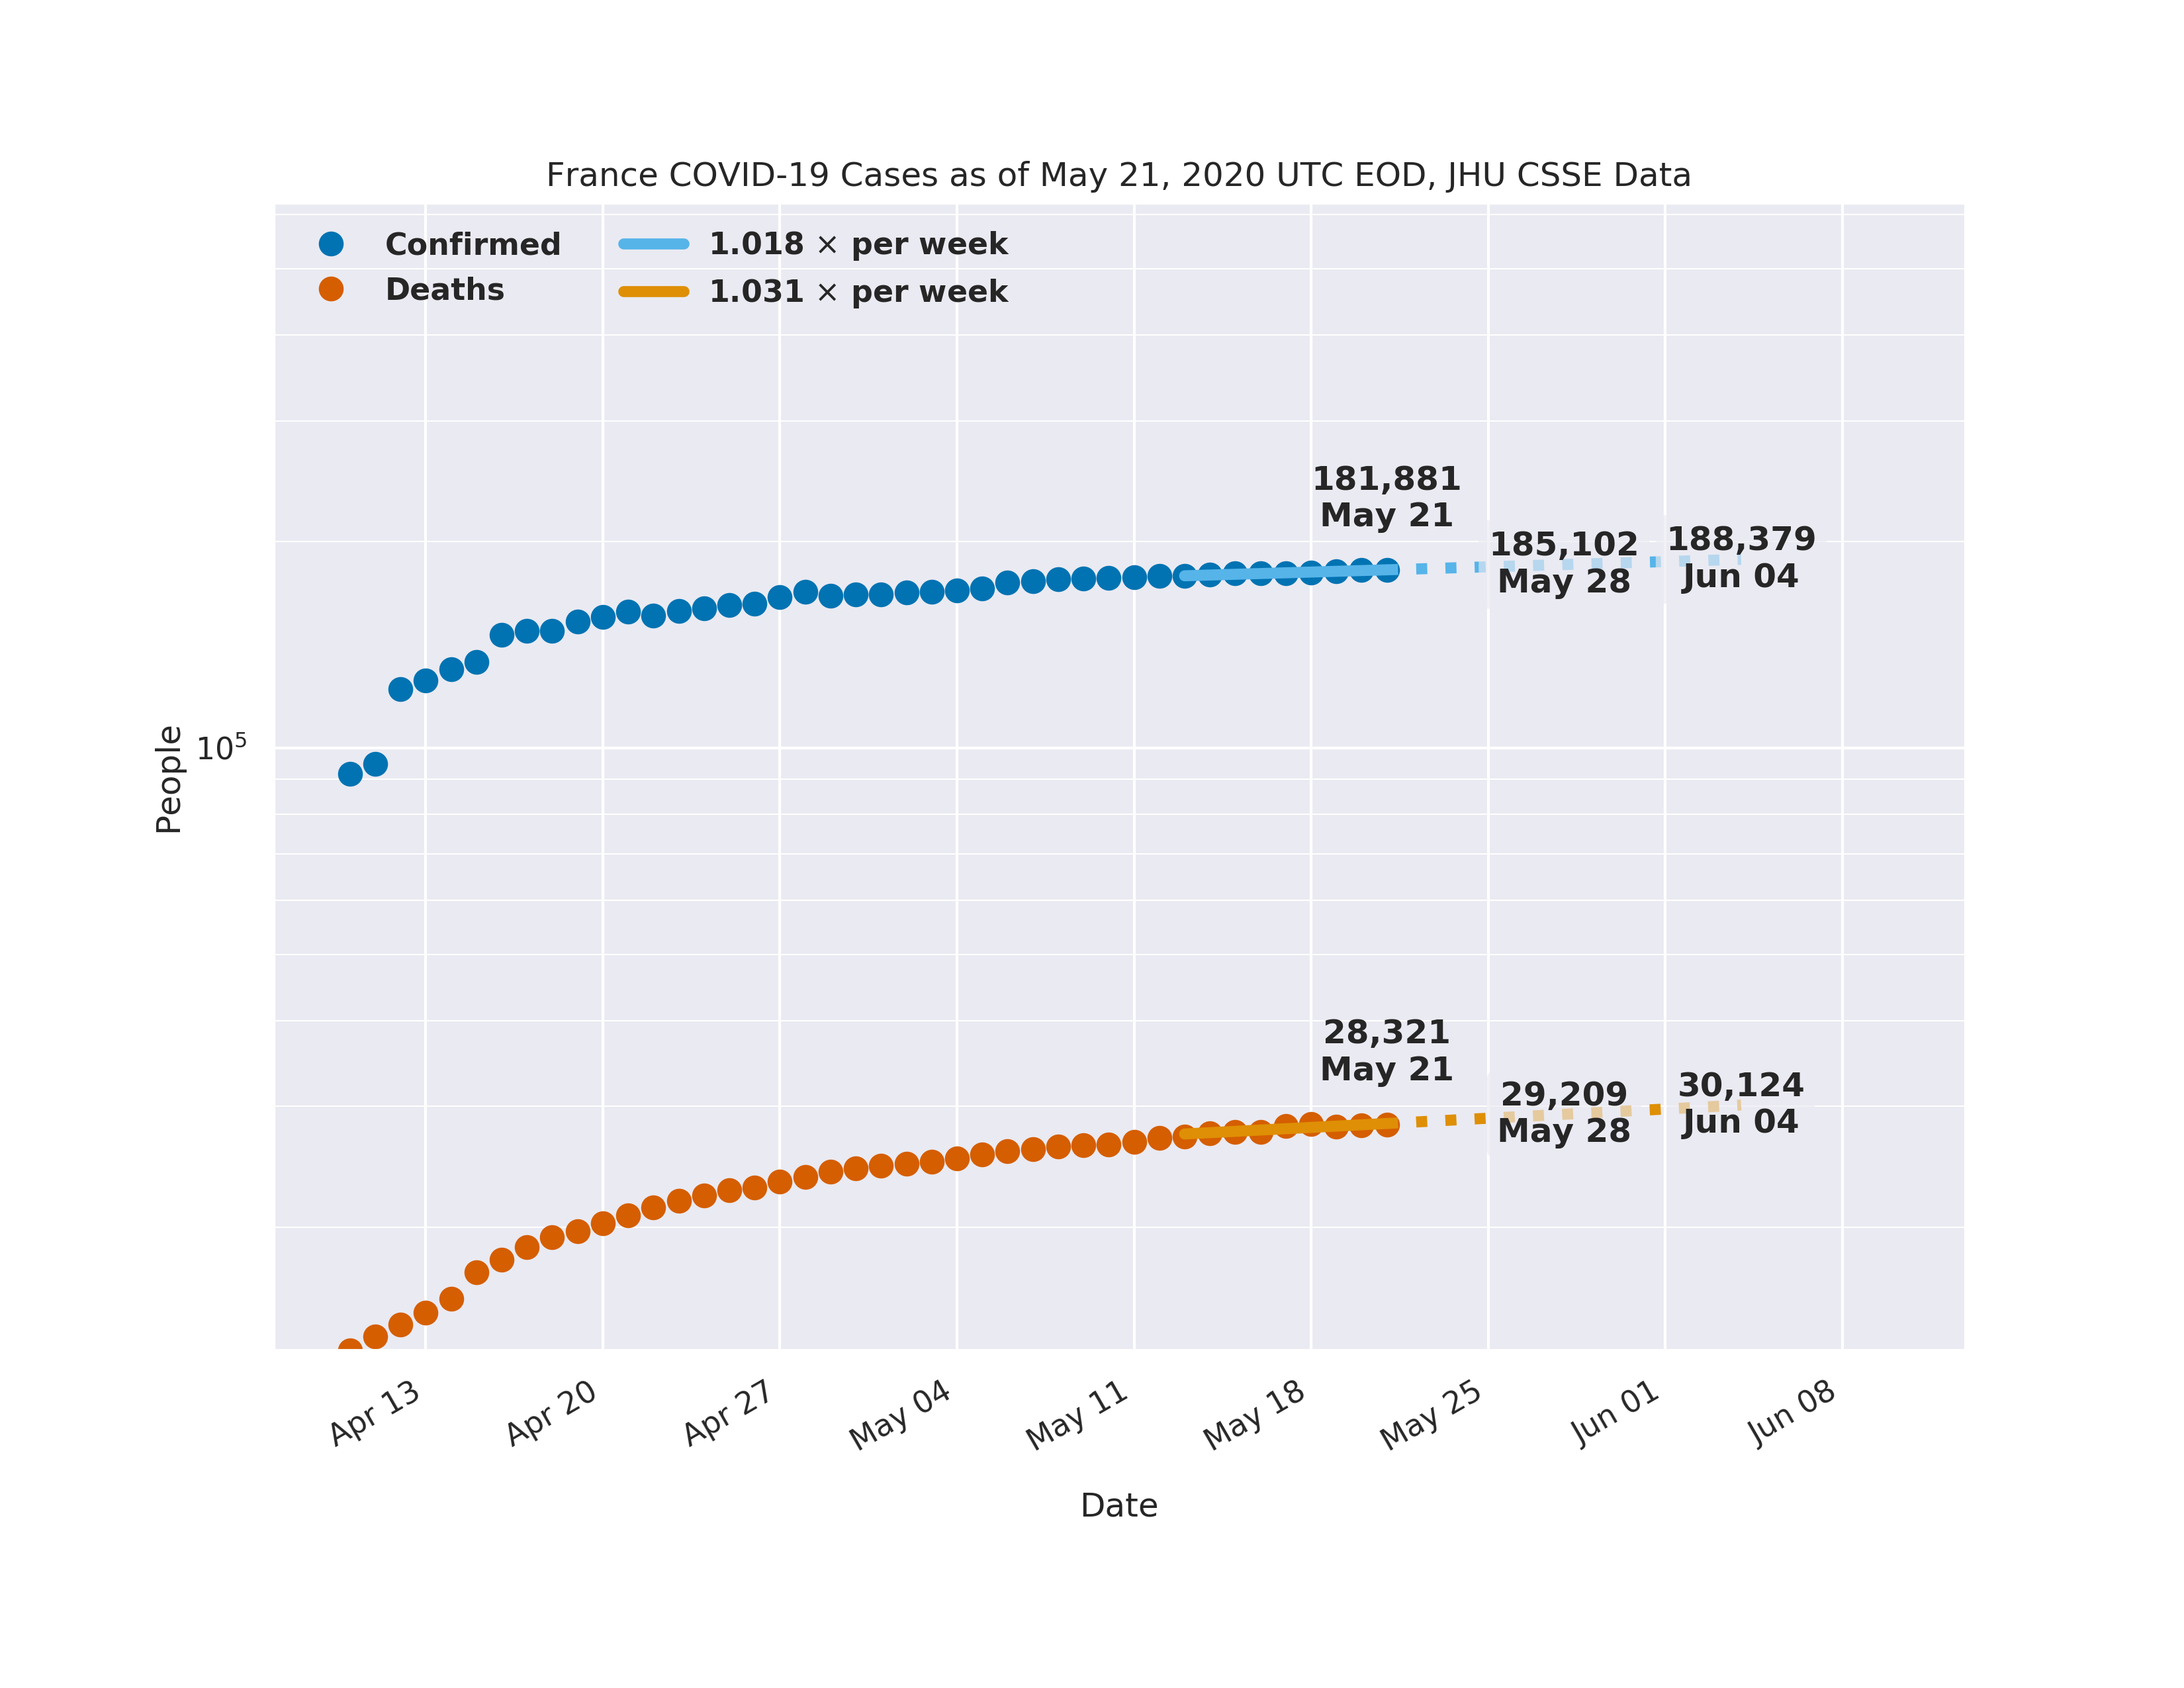 France COVID-19 Cases as of May 21, 2020 UTC EOD, JHU CSSE Data
Confirmed
Deaths
1.018 × per week
1.031 × per week
181,881
May 21
185,102
May 28
188,379
Jun 04
People
10⁵
28,321
May 21
29,209
May 28
30,124
Jun 04
Apr 13
Apr 20
Apr 27
May 04
May 11
May 18
May 25
Jun 01
Jun 08
Date